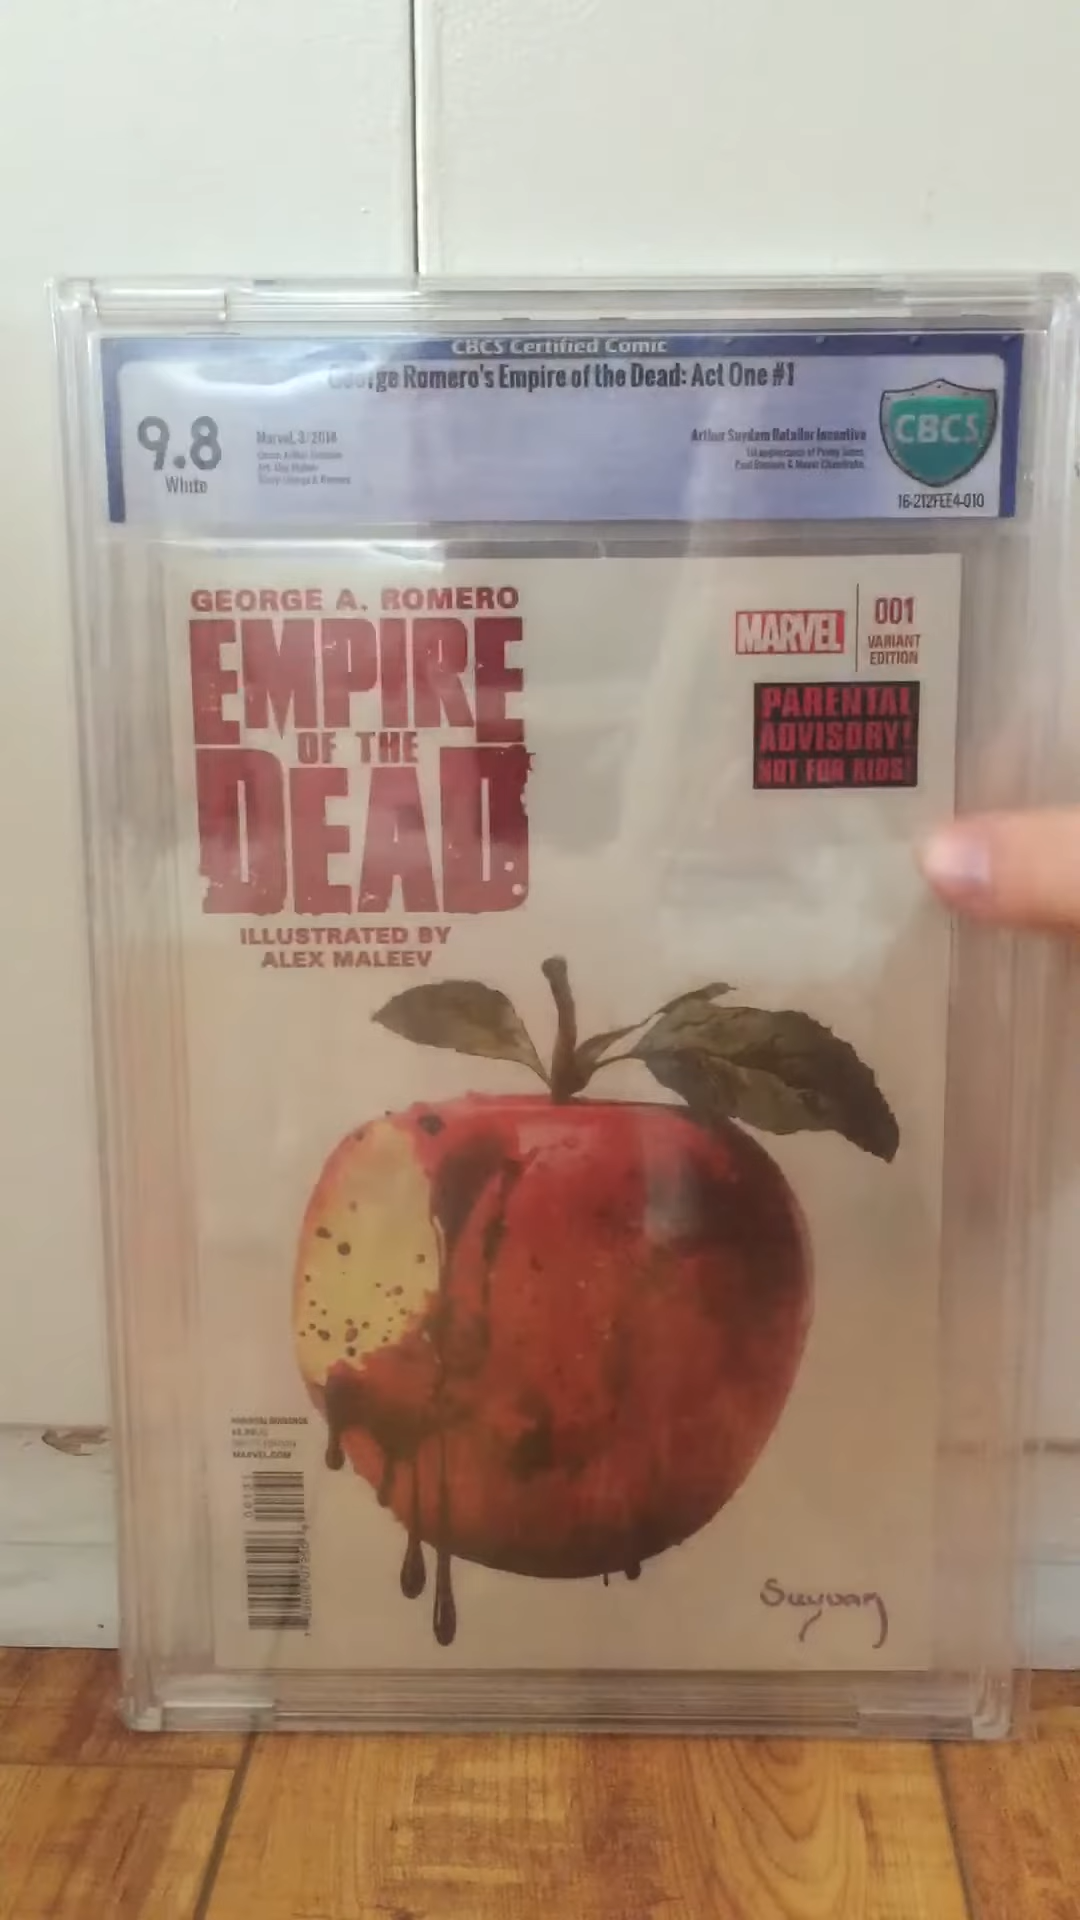 CBCS Certified Comic
George Romero's Empire of the Dead: Act One #1
9.8
White
Marvel, 3/2014
Arthur Suydam Retailer Incentive
CBCS
16-212FEE4-010
GEORGE A. ROMERO
EMPIRE
OF THE
DEAD
ILLUSTRATED BY
ALEX MALEEV
MARVEL
001
VARIANT
EDITION
PARENTAL
ADVISORY!
NOT FOR KIDS!
MARVEL.COM
Suydam